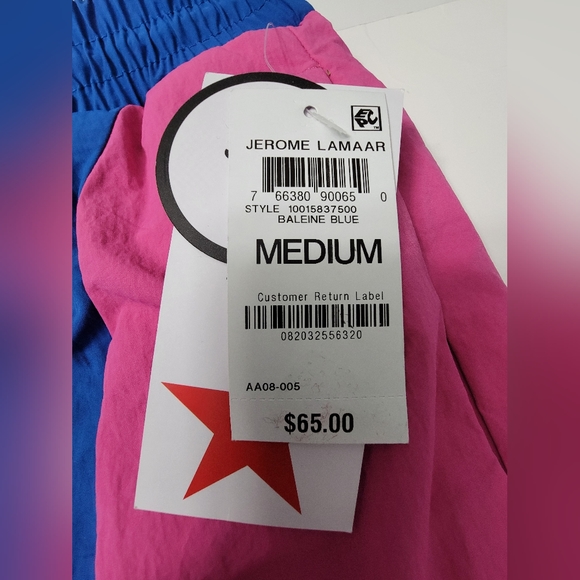 EPIC
JEROME LAMAAR
7 66380 90065 0
STYLE 10015837500
BALEINE BLUE
MEDIUM
Customer Return Label
082032556320
AA08-005
$65.00